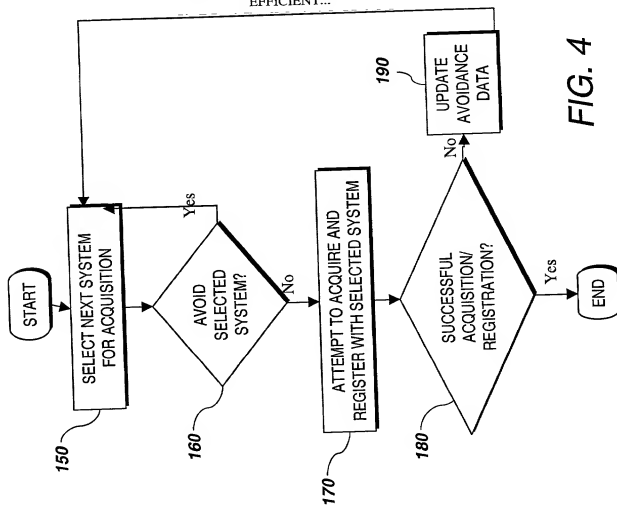 EFFICIENT...
START
150
SELECT NEXT SYSTEM
FOR ACQUISITION
Yes
160
AVOID
SELECTED
SYSTEM?
No
170
ATTEMPT TO ACQUIRE AND
REGISTER WITH SELECTED SYSTEM
180
SUCCESSFUL
ACQUISITION/
REGISTRATION?
No
190
UPDATE
AVOIDANCE
DATA
Yes
END
FIG. 4